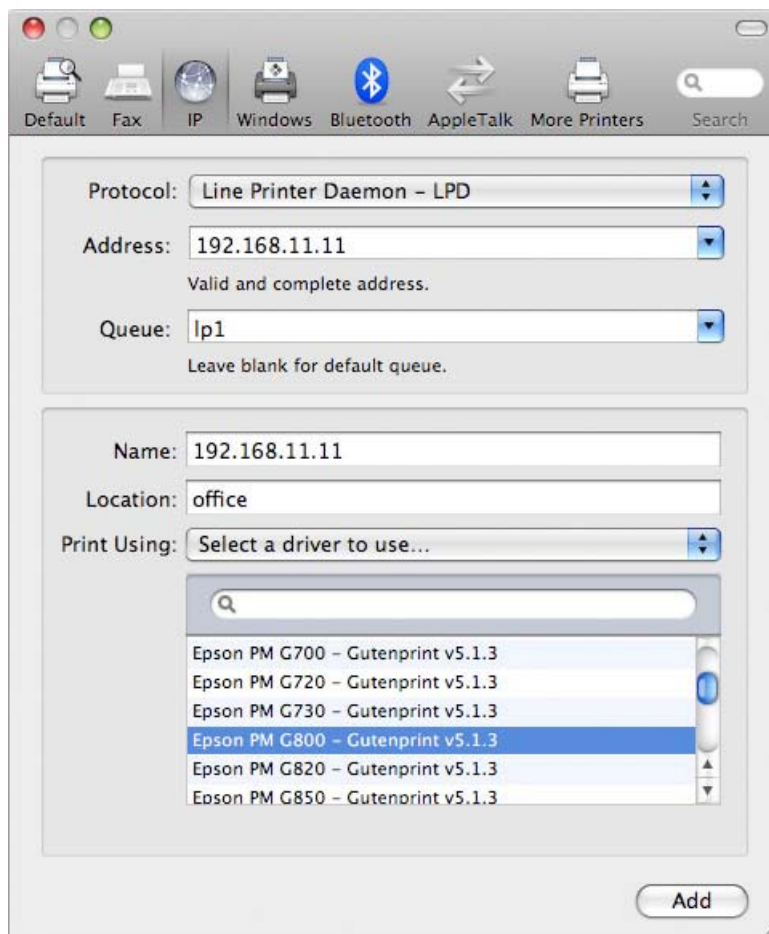 Default Fax IP Windows Bluetooth AppleTalk More Printers Search
Protocol: Line Printer Daemon – LPD
Address: 192.168.11.11
Valid and complete address.
Queue: lp1
Leave blank for default queue.
Name: 192.168.11.11
Location: office
Print Using: Select a driver to use...
Epson PM G700 – Gutenprint v5.1.3
Epson PM G720 – Gutenprint v5.1.3
Epson PM G730 – Gutenprint v5.1.3
Epson PM G800 – Gutenprint v5.1.3
Epson PM G820 – Gutenprint v5.1.3
Epson PM G850 – Gutenprint v5.1.3
Add